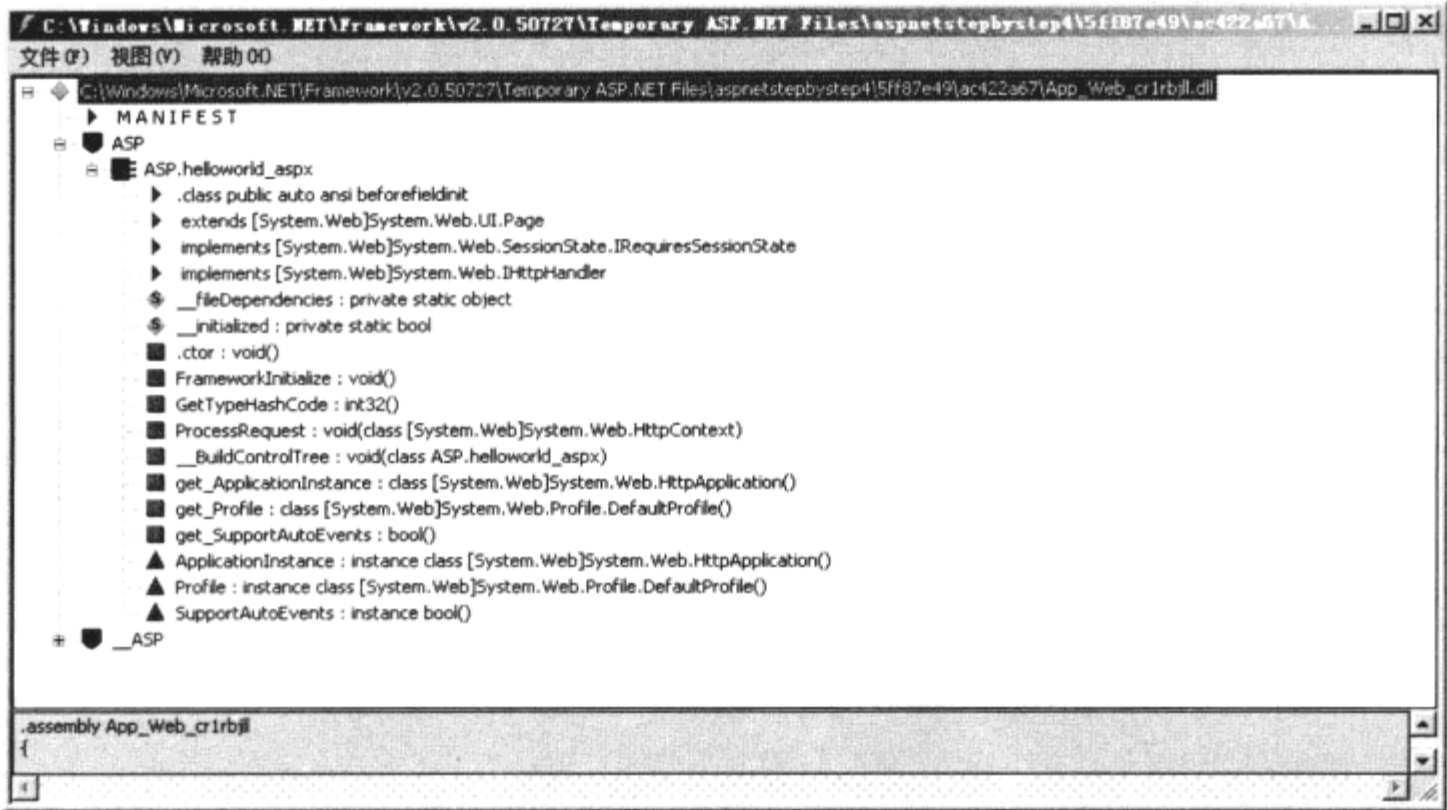 C:\Windows\Microsoft.NET\Framework\v2.0.50727\Temporary ASP.NET Files\aspnetstepbystep4\5ff87e49\ac422a67\A...
文件(F) 视图(V) 帮助(H)
C:\Windows\Microsoft.NET\Framework\v2.0.50727\Temporary ASP.NET Files\aspnetstepbystep4\5ff87e49\ac422a67\App_Web_cr1rbjll.dll
MANIFEST
ASP
ASP.helloworld_aspx
.class public auto ansi beforefieldinit
extends [System.Web]System.Web.UI.Page
implements [System.Web]System.Web.SessionState.IRequiresSessionState
implements [System.Web]System.Web.IHttpHandler
__fileDependencies : private static object
__initialized : private static bool
.ctor : void()
FrameworkInitialize : void()
GetTypeHashCode : int32()
ProcessRequest : void(class [System.Web]System.Web.HttpContext)
__BuildControlTree : void(class ASP.helloworld_aspx)
get_ApplicationInstance : class [System.Web]System.Web.HttpApplication()
get_Profile : class [System.Web]System.Web.Profile.DefaultProfile()
get_SupportAutoEvents : bool()
ApplicationInstance : instance class [System.Web]System.Web.HttpApplication()
Profile : instance class [System.Web]System.Web.Profile.DefaultProfile()
SupportAutoEvents : instance bool()
__ASP
.assembly App_Web_cr1rbjll
{